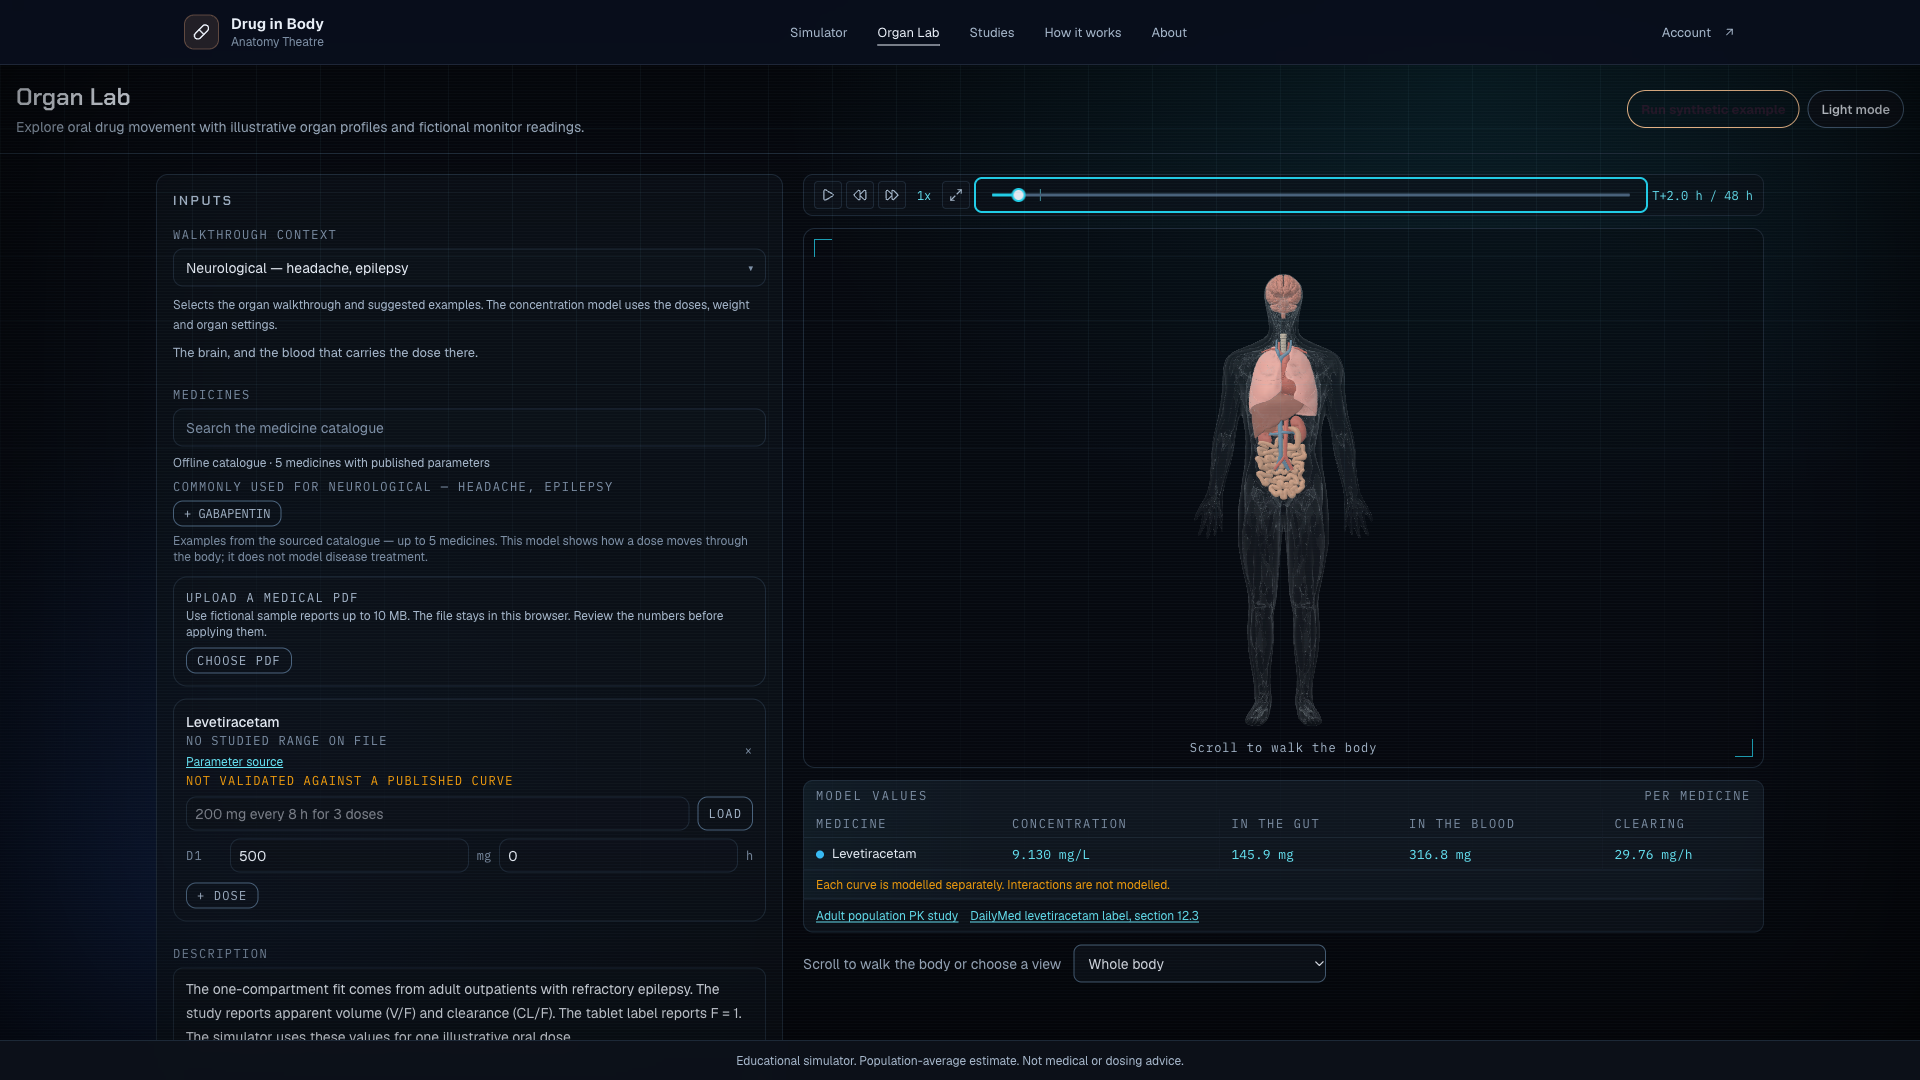 Drug in Body
Anatomy Theatre
Simulator
Organ Lab
Studies
How it works
About
Account
Organ Lab
Explore oral drug movement with illustrative organ profiles and fictional monitor readings.
Run synthetic example
Light mode
INPUTS
WALKTHROUGH CONTEXT
Neurological — headache, epilepsy
Selects the organ walkthrough and suggested examples. The concentration model uses the doses, weight
and organ settings.
The brain, and the blood that carries the dose there.
MEDICINES
Search the medicine catalogue
Offline catalogue · 5 medicines with published parameters
COMMONLY USED FOR NEUROLOGICAL — HEADACHE, EPILEPSY
+ GABAPENTIN
Examples from the sourced catalogue — up to 5 medicines. This model shows how a dose moves through
the body; it does not model disease treatment.
UPLOAD A MEDICAL PDF
Use fictional sample reports up to 10 MB. The file stays in this browser. Review the numbers before
applying them.
CHOOSE PDF
Levetiracetam
NO STUDIED RANGE ON FILE
×
Parameter source
NOT VALIDATED AGAINST A PUBLISHED CURVE
200 mg every 8 h for 3 doses
LOAD
D1 500 mg 0 h
+ DOSE
DESCRIPTION
The one-compartment fit comes from adult outpatients with refractory epilepsy. The
study reports apparent volume (V/F) and clearance (CL/F). The tablet label reports F = 1.
The simulator uses these values for one illustrative oral dose.
1x
T+2.0 h / 48 h
Scroll to walk the body
MODEL VALUES
PER MEDICINE
MEDICINE CONCENTRATION IN THE GUT IN THE BLOOD CLEARING
Levetiracetam 9.130 mg/L 145.9 mg 316.8 mg 29.76 mg/h
Each curve is modelled separately. Interactions are not modelled.
Adult population PK study DailyMed levetiracetam label, section 12.3
Scroll to walk the body or choose a view
Whole body
Educational simulator. Population-average estimate. Not medical or dosing advice.